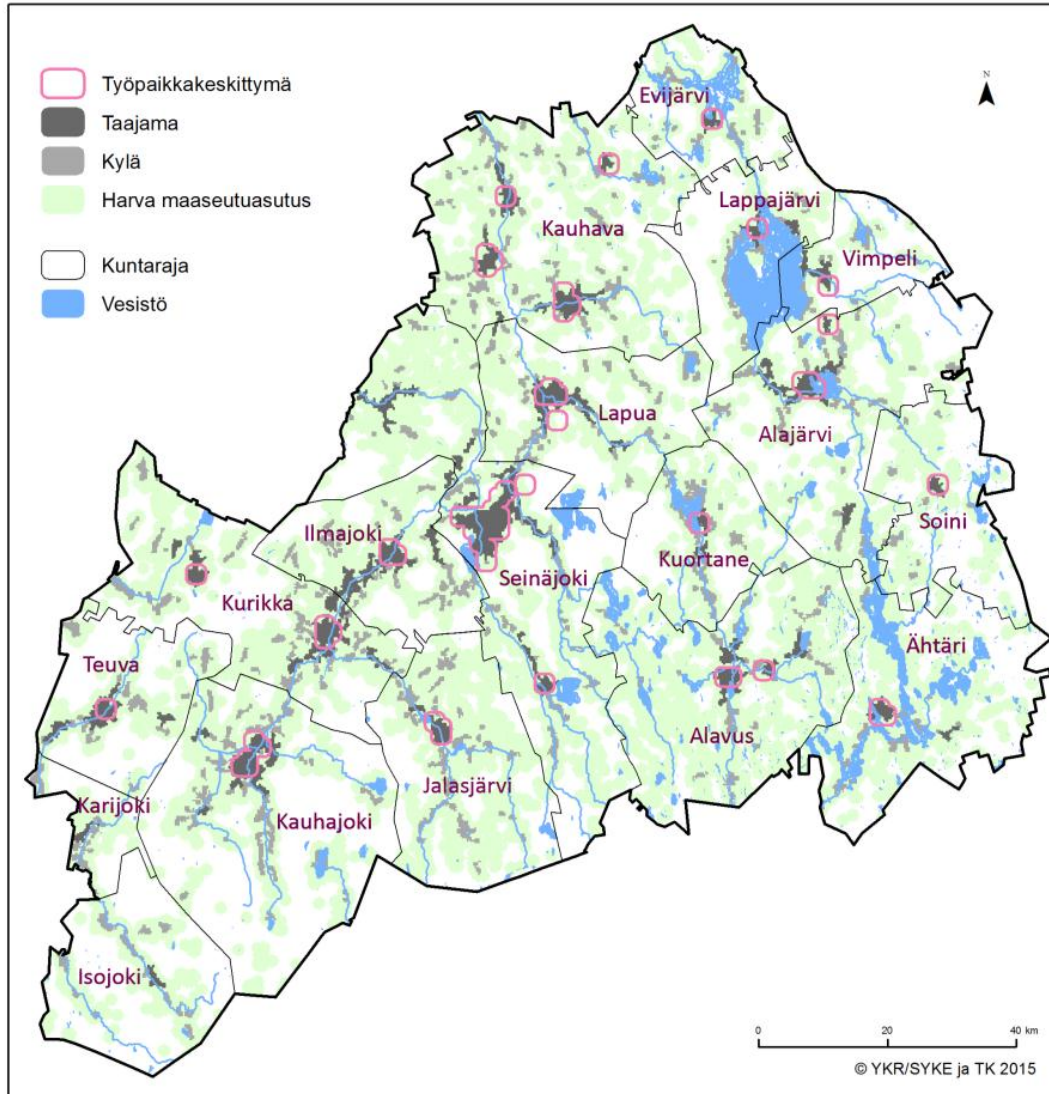 Työpaikkakeskittymä
Taajama
Kylä
Harva maaseutuasutus
Kuntaraja
Vesistö
N
Evijärvi
Lappajärvi
Kauhava
Vimpeli
Lapua
Alajärvi
Soini
Ilmajoki
Kuortane
Seinäjoki
Kurikka
Ähtäri
Teuva
Alavus
Jalasjärvi
Karijoki
Kauhajoki
Isojoki
0 20 40 km
© YKR/SYKE ja TK 2015